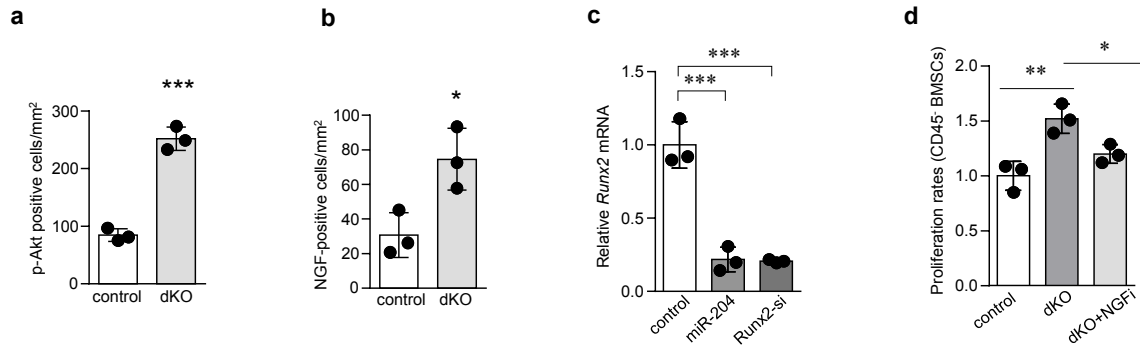 a
***
p-Akt positive cells/mm²
300
200
100
0
control dKO
b
*
NGF-positive cells/mm²
100
80
60
40
20
0
control dKO
c
***
***
Relative Runx2 mRNA
1.5
1.0
0.5
0.0
control miR-204 Runx2-si
d
*
**
Proliferation rates (CD45⁻ BMSCs)
2.0
1.5
1.0
0.5
0.0
control dKO dKO+NGFi